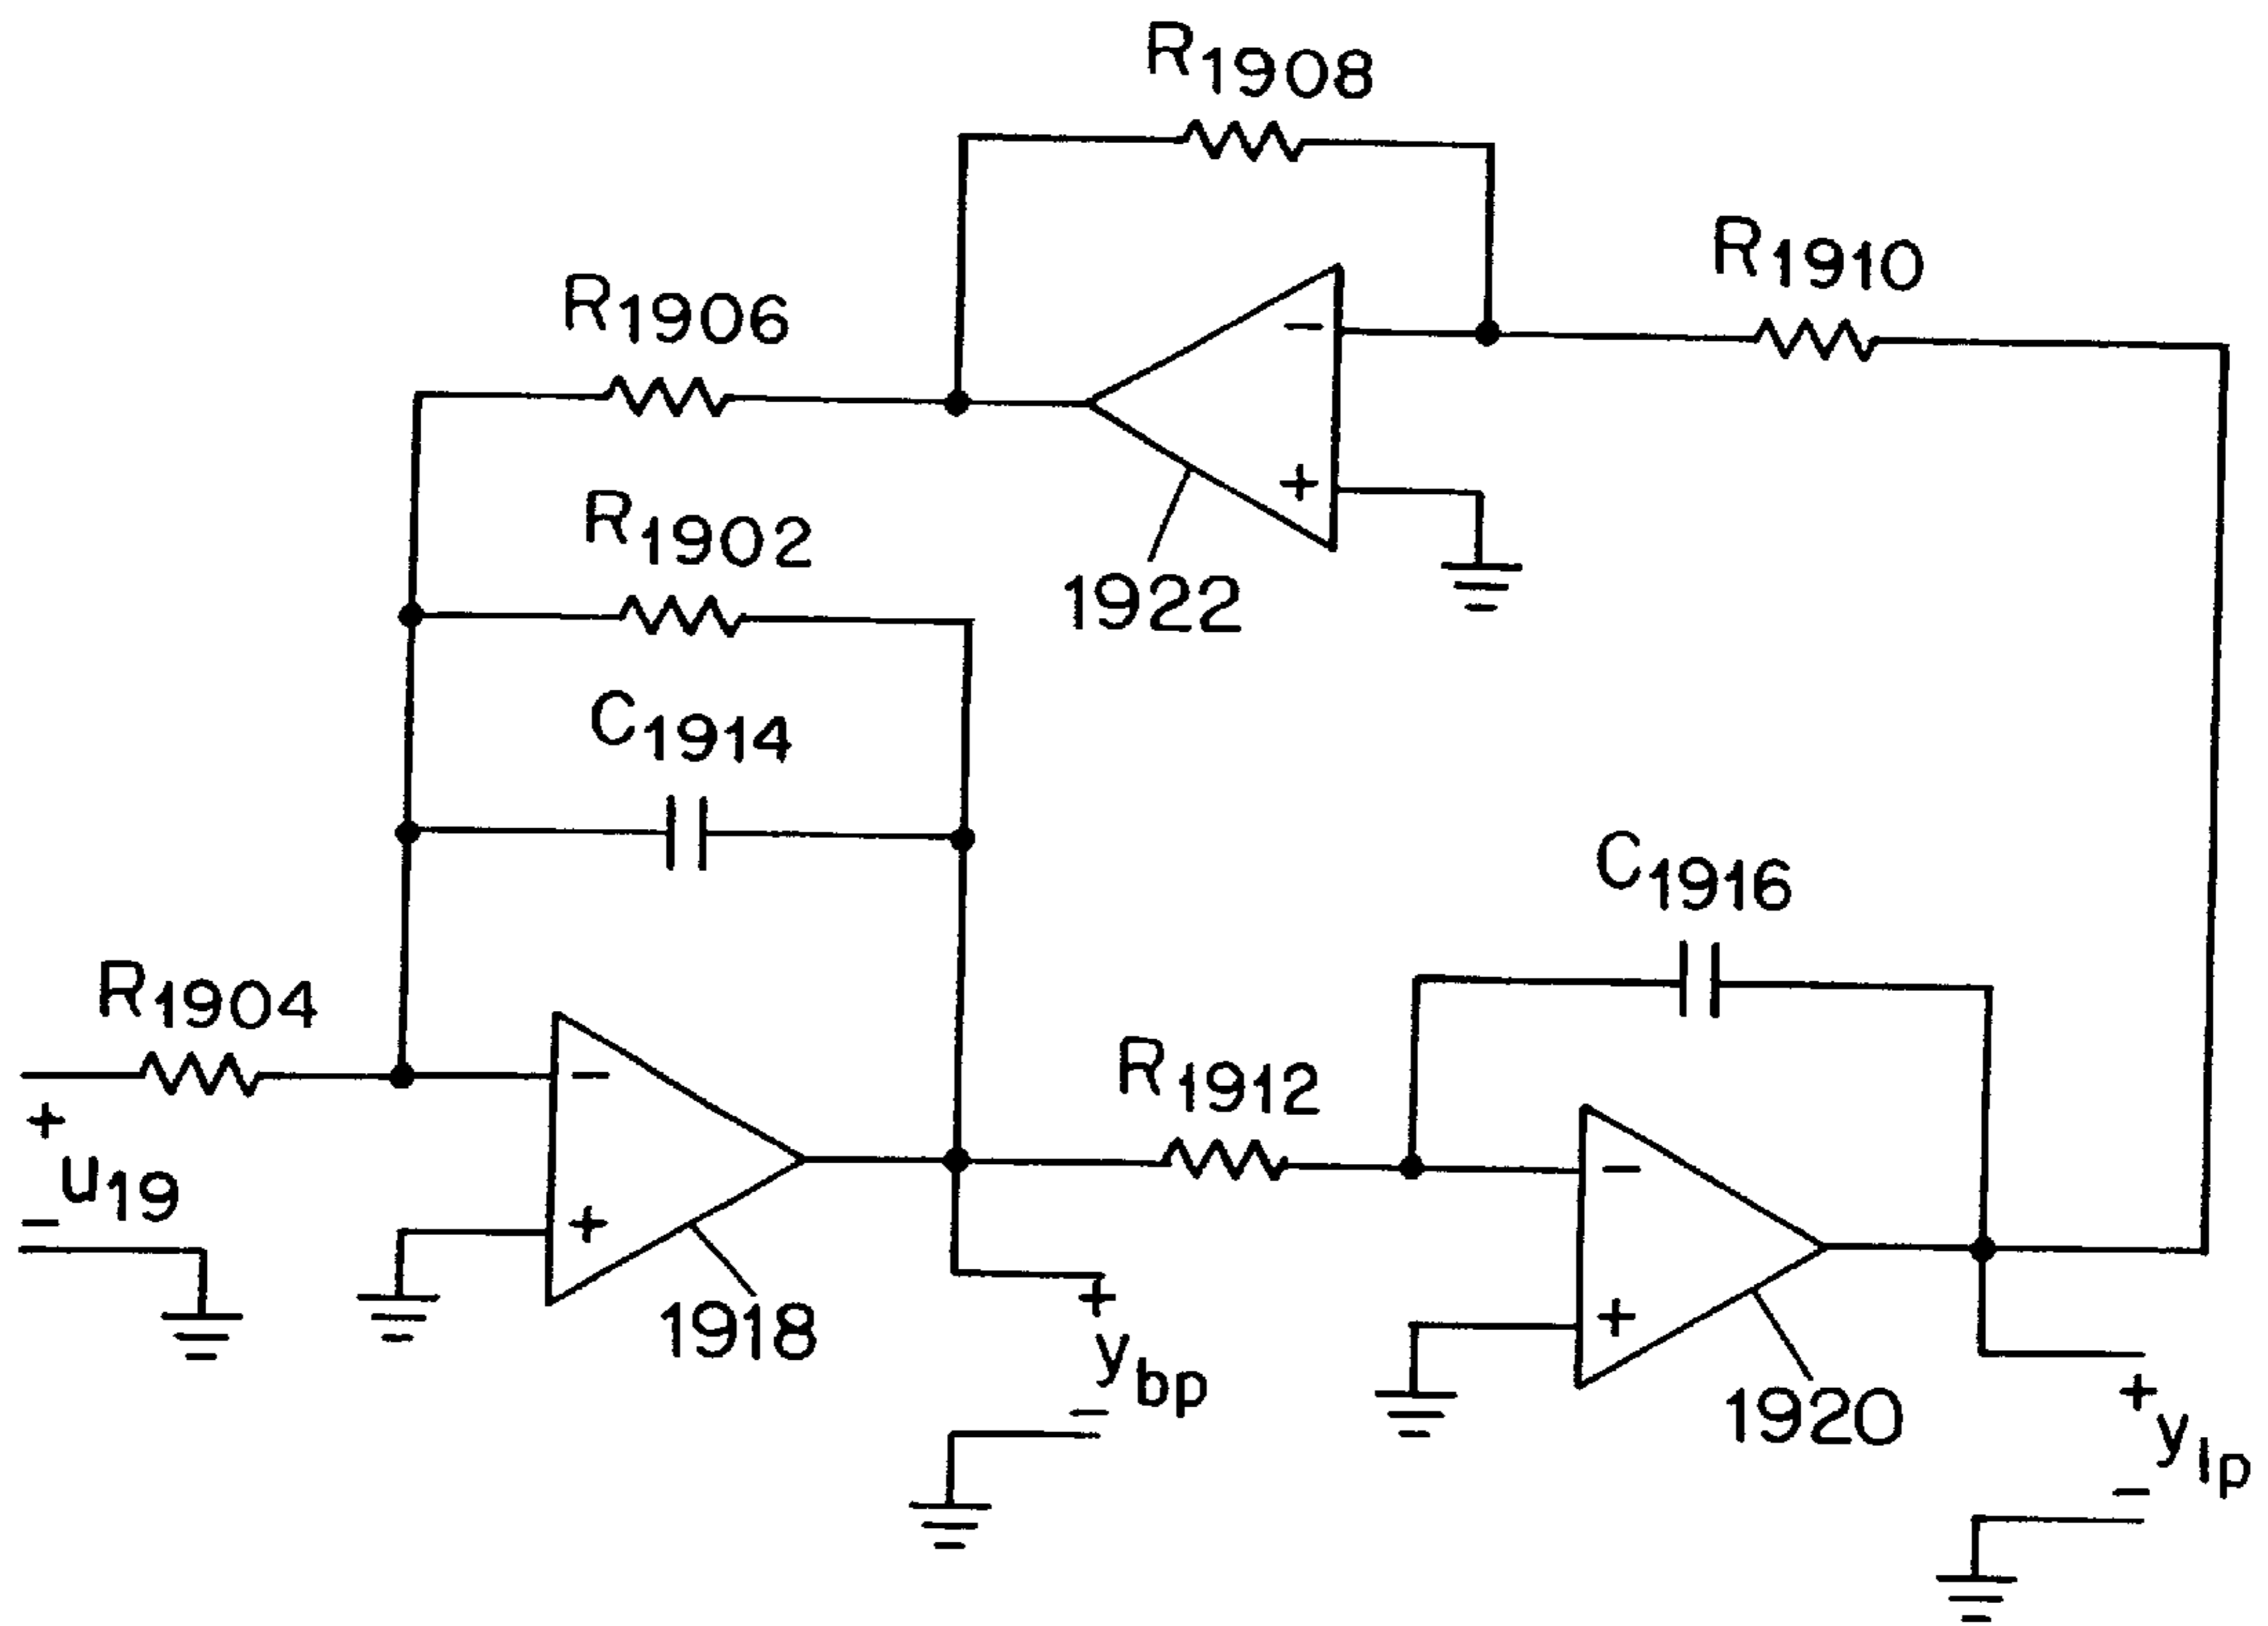 R1908
R1910
R1906
−
+
R1902
1922
C1914
C1916
R1904
R1912
−
−
+
u19
−
+
+
1918
+
ybp
−
1920
+
ylp
−